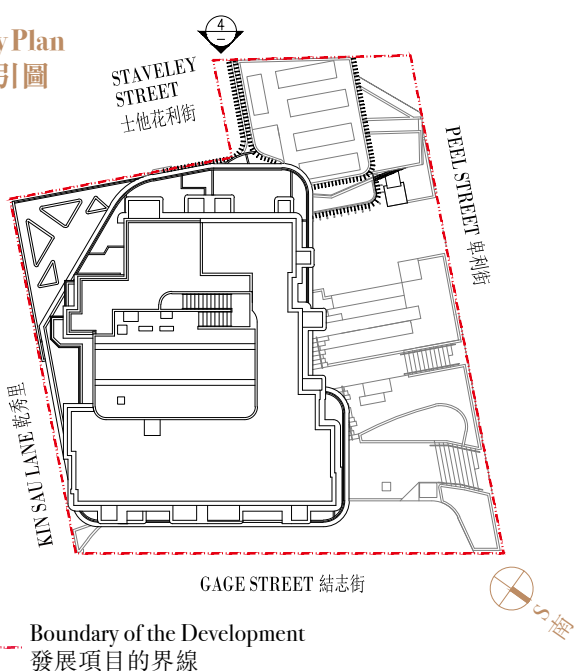 y Plan
引圖
4
STAVELEY
STREET
士他花利街
PEEL STREET 卑利街
KIN SAU LANE 乾秀里
GAGE STREET 結志街
S 南
Boundary of the Development
發展項目的界線